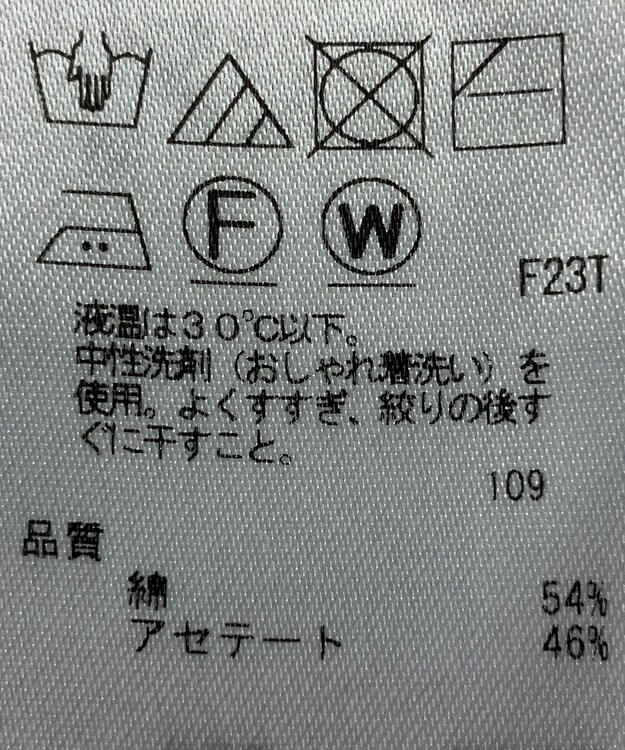 F
W
F23T
液温は30℃以下。
中性洗剤（おしゃれ着洗い）を
使用。よくすすぎ、絞りの後す
ぐに干すこと。
109
品質
綿 54%
アセテート 46%